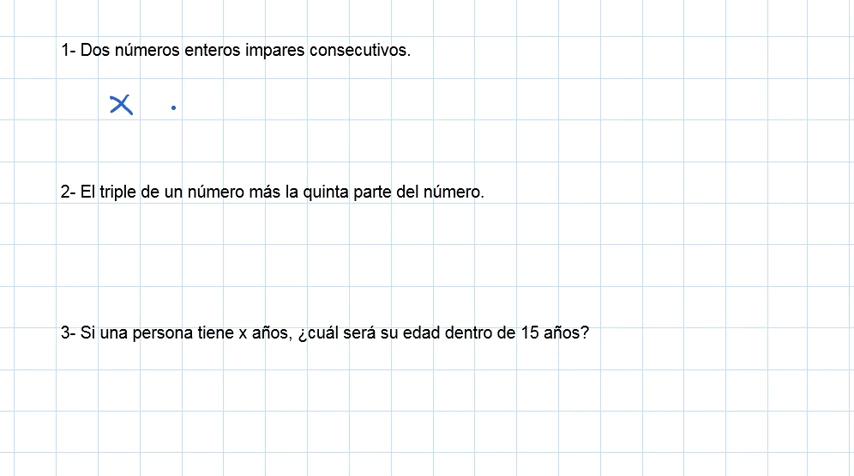 1- Dos números enteros impares consecutivos.
x .
2- El triple de un número más la quinta parte del número.
3- Si una persona tiene x años, ¿cuál será su edad dentro de 15 años?